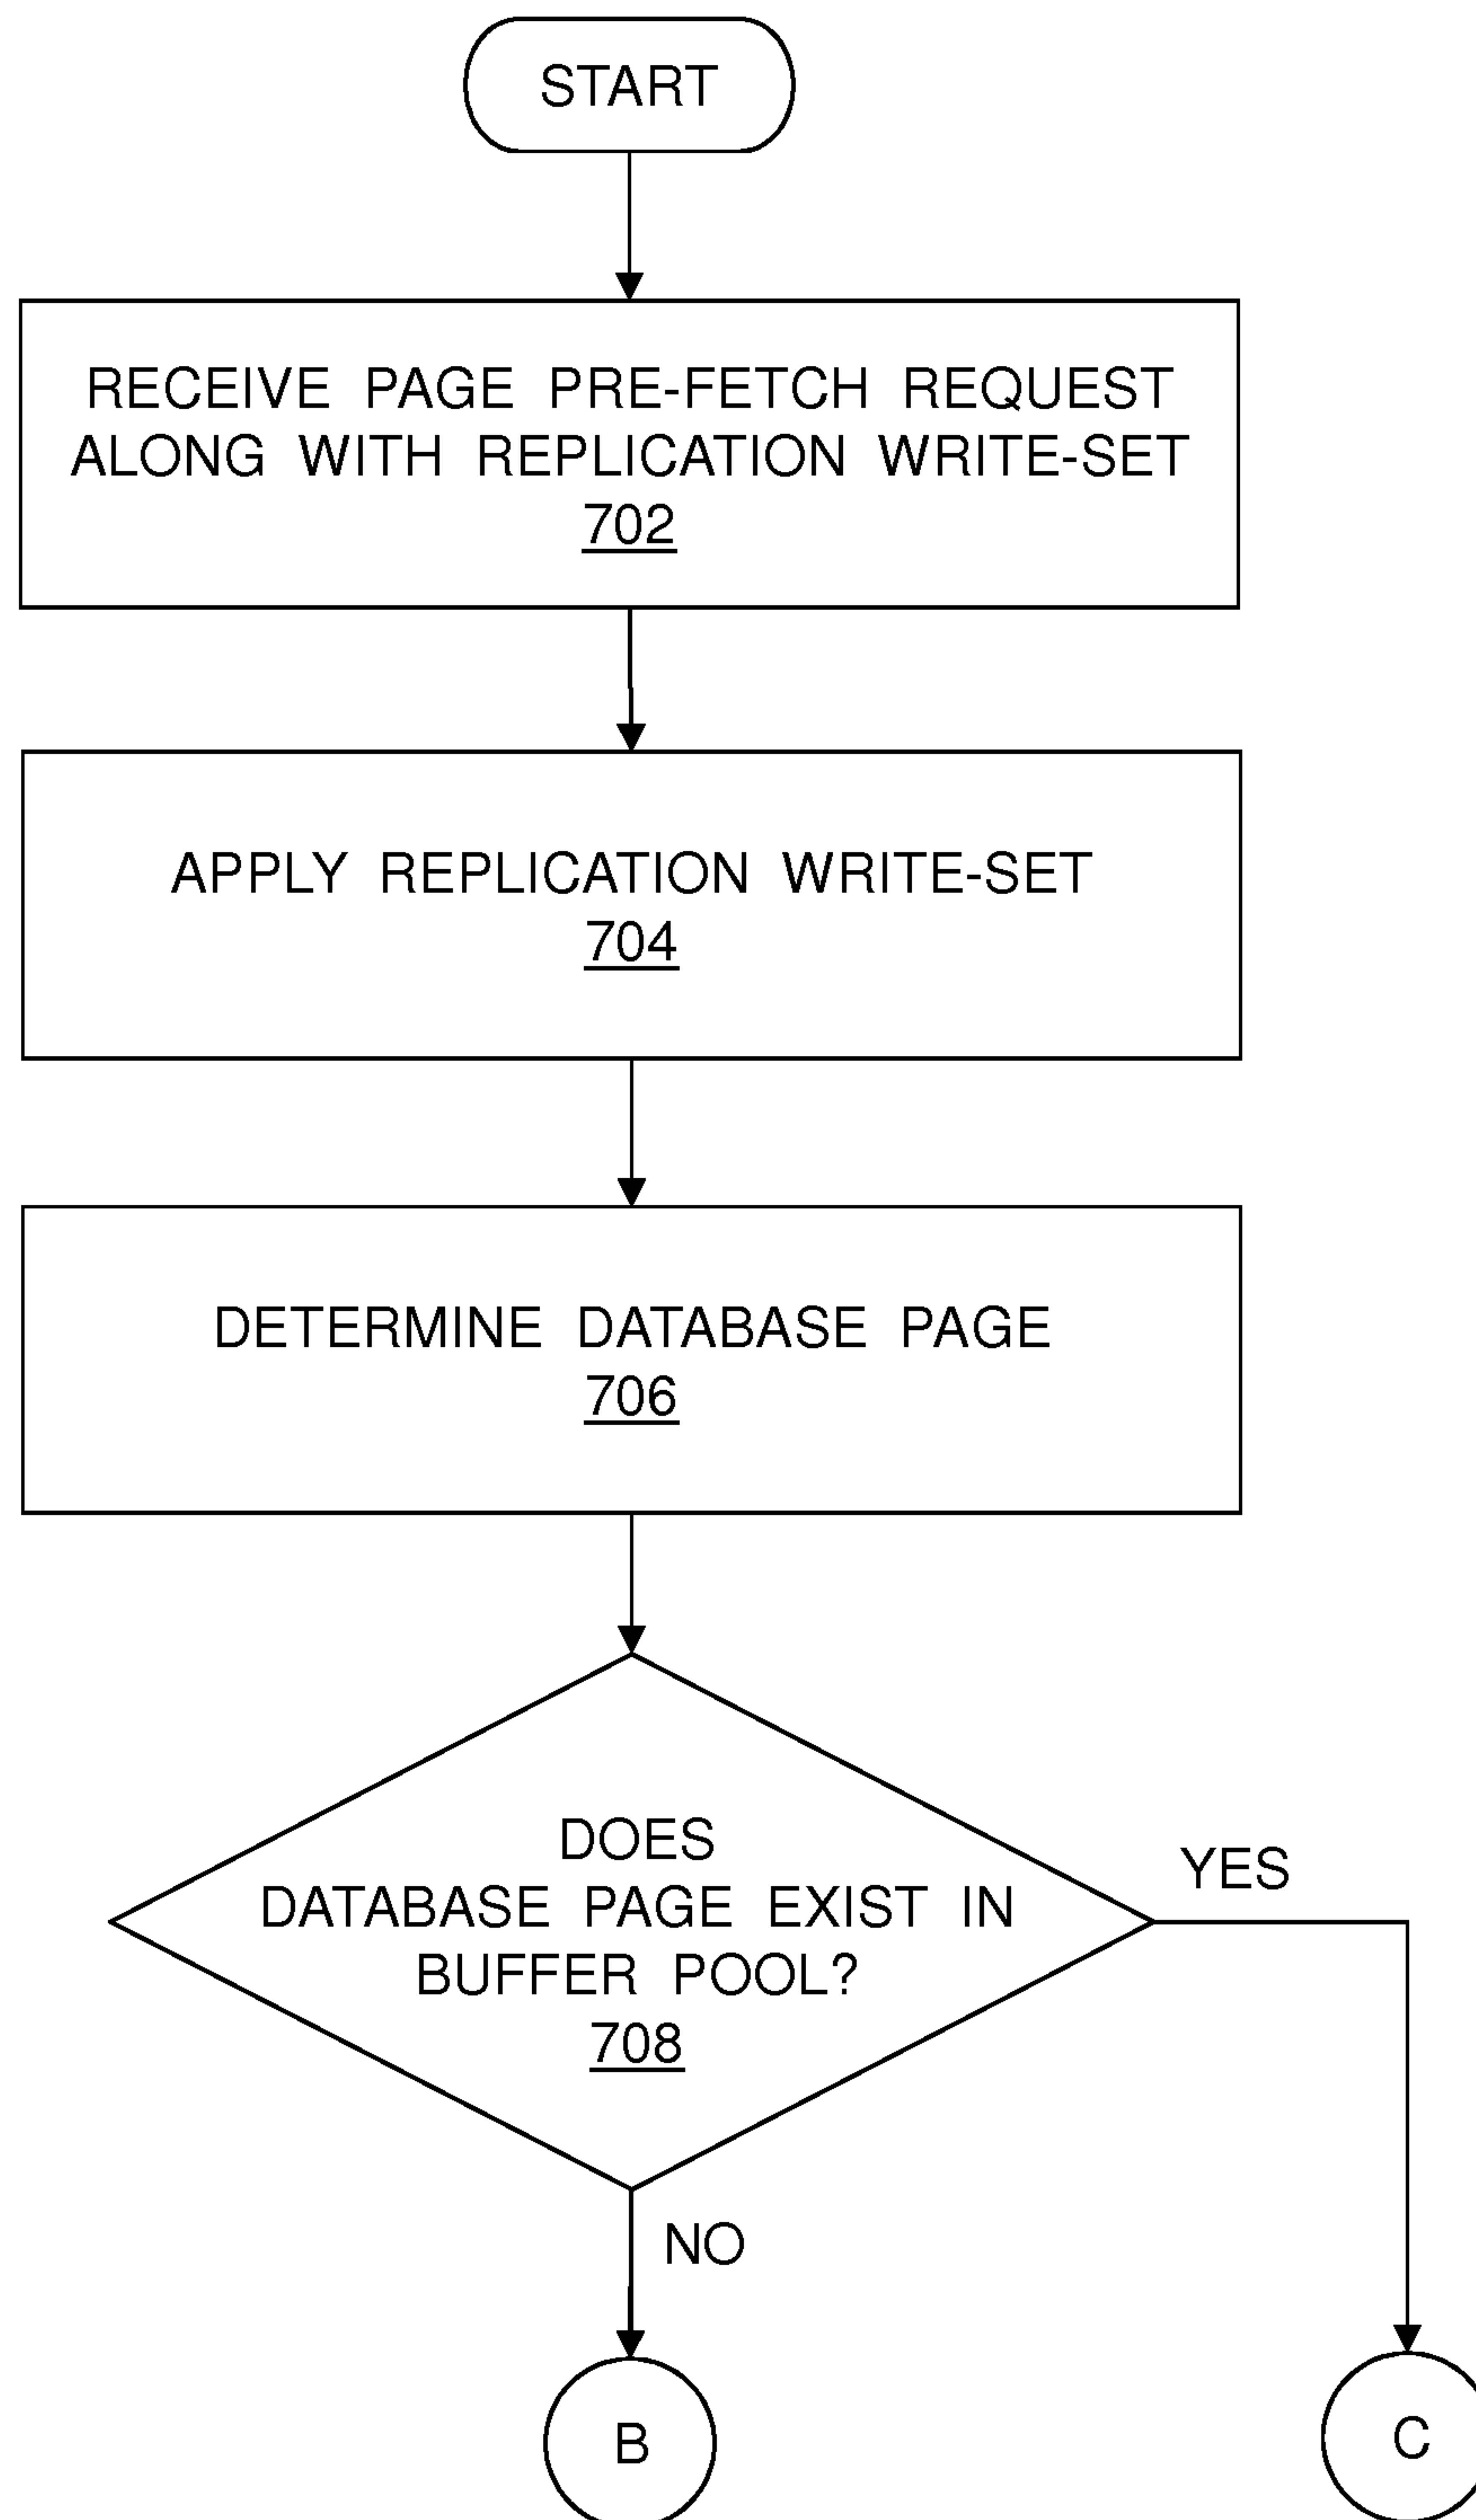 START
RECEIVE PAGE PRE-FETCH REQUEST
ALONG WITH REPLICATION WRITE-SET
702
APPLY REPLICATION WRITE-SET
704
DETERMINE DATABASE PAGE
706
DOES
DATABASE PAGE EXIST IN
BUFFER POOL?
708
YES
NO
B
C